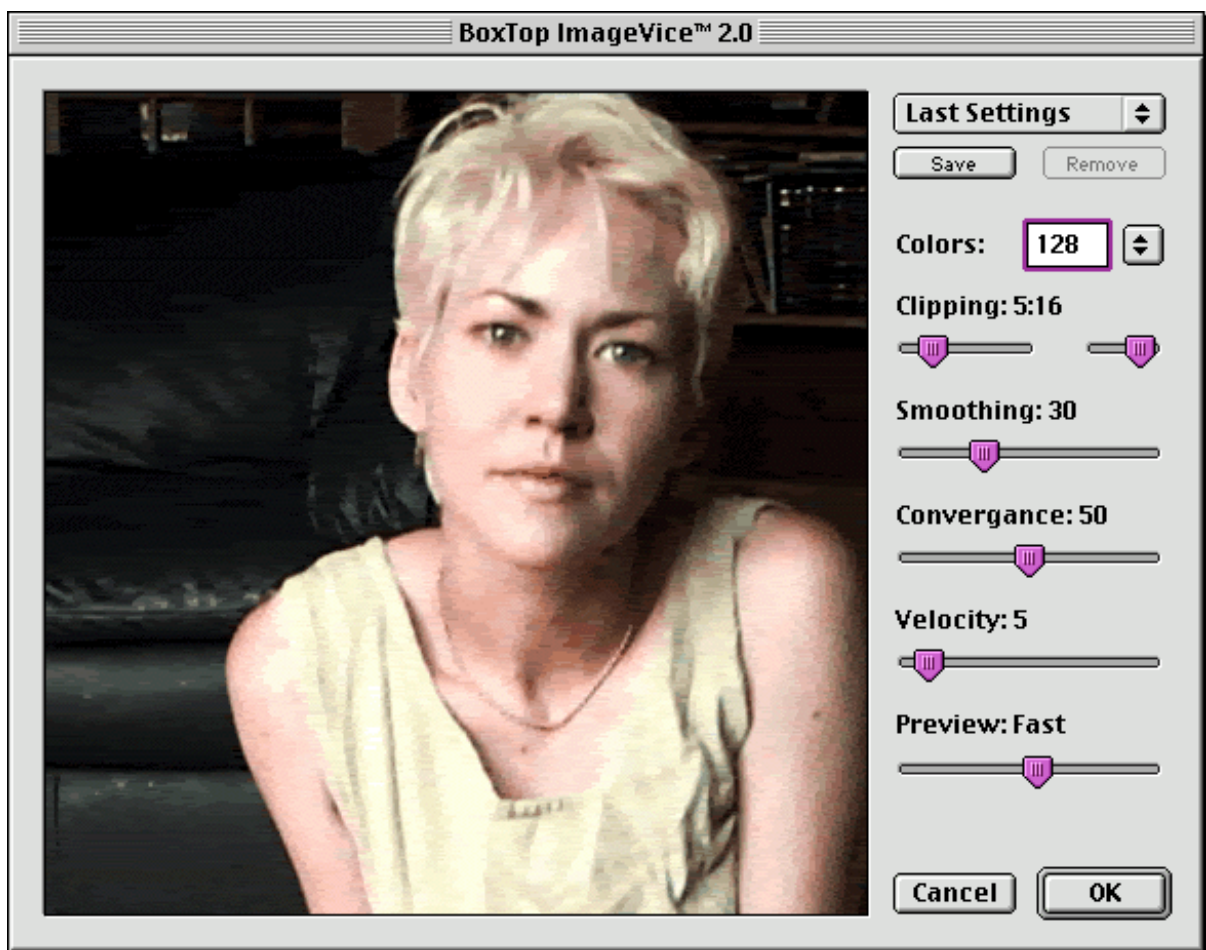 BoxTop ImageVice™ 2.0
Last Settings
Save
Remove
Colors: 128
Clipping: 5:16
Smoothing: 30
Convergance: 50
Velocity: 5
Preview: Fast
Cancel
OK